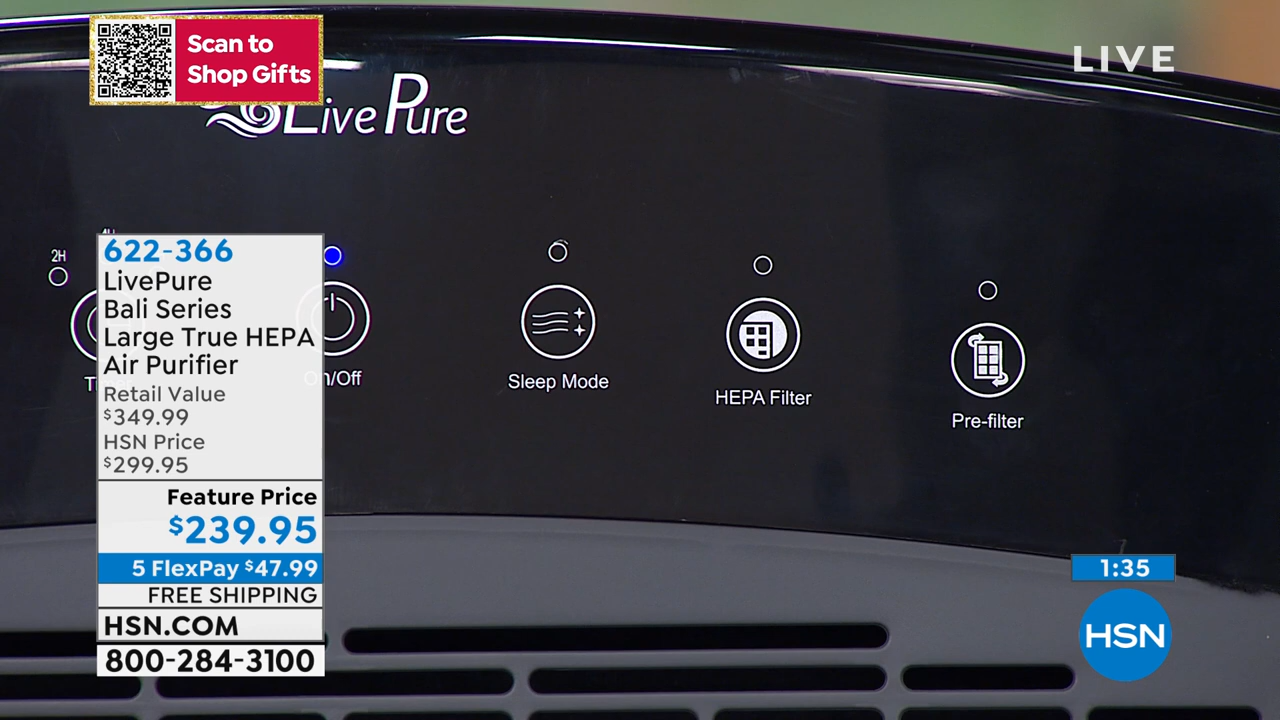 Scan to
Shop Gifts
LIVE
Live Pure
2H
622-366
LivePure
Bali Series
Large True HEPA
Air Purifier
Retail Value
$349.99
HSN Price
$299.95
Feature Price
$239.95
5 FlexPay $47.99
FREE SHIPPING
HSN.COM
800-284-3100
On/Off
Sleep Mode
HEPA Filter
Pre-filter
1:35
HSN